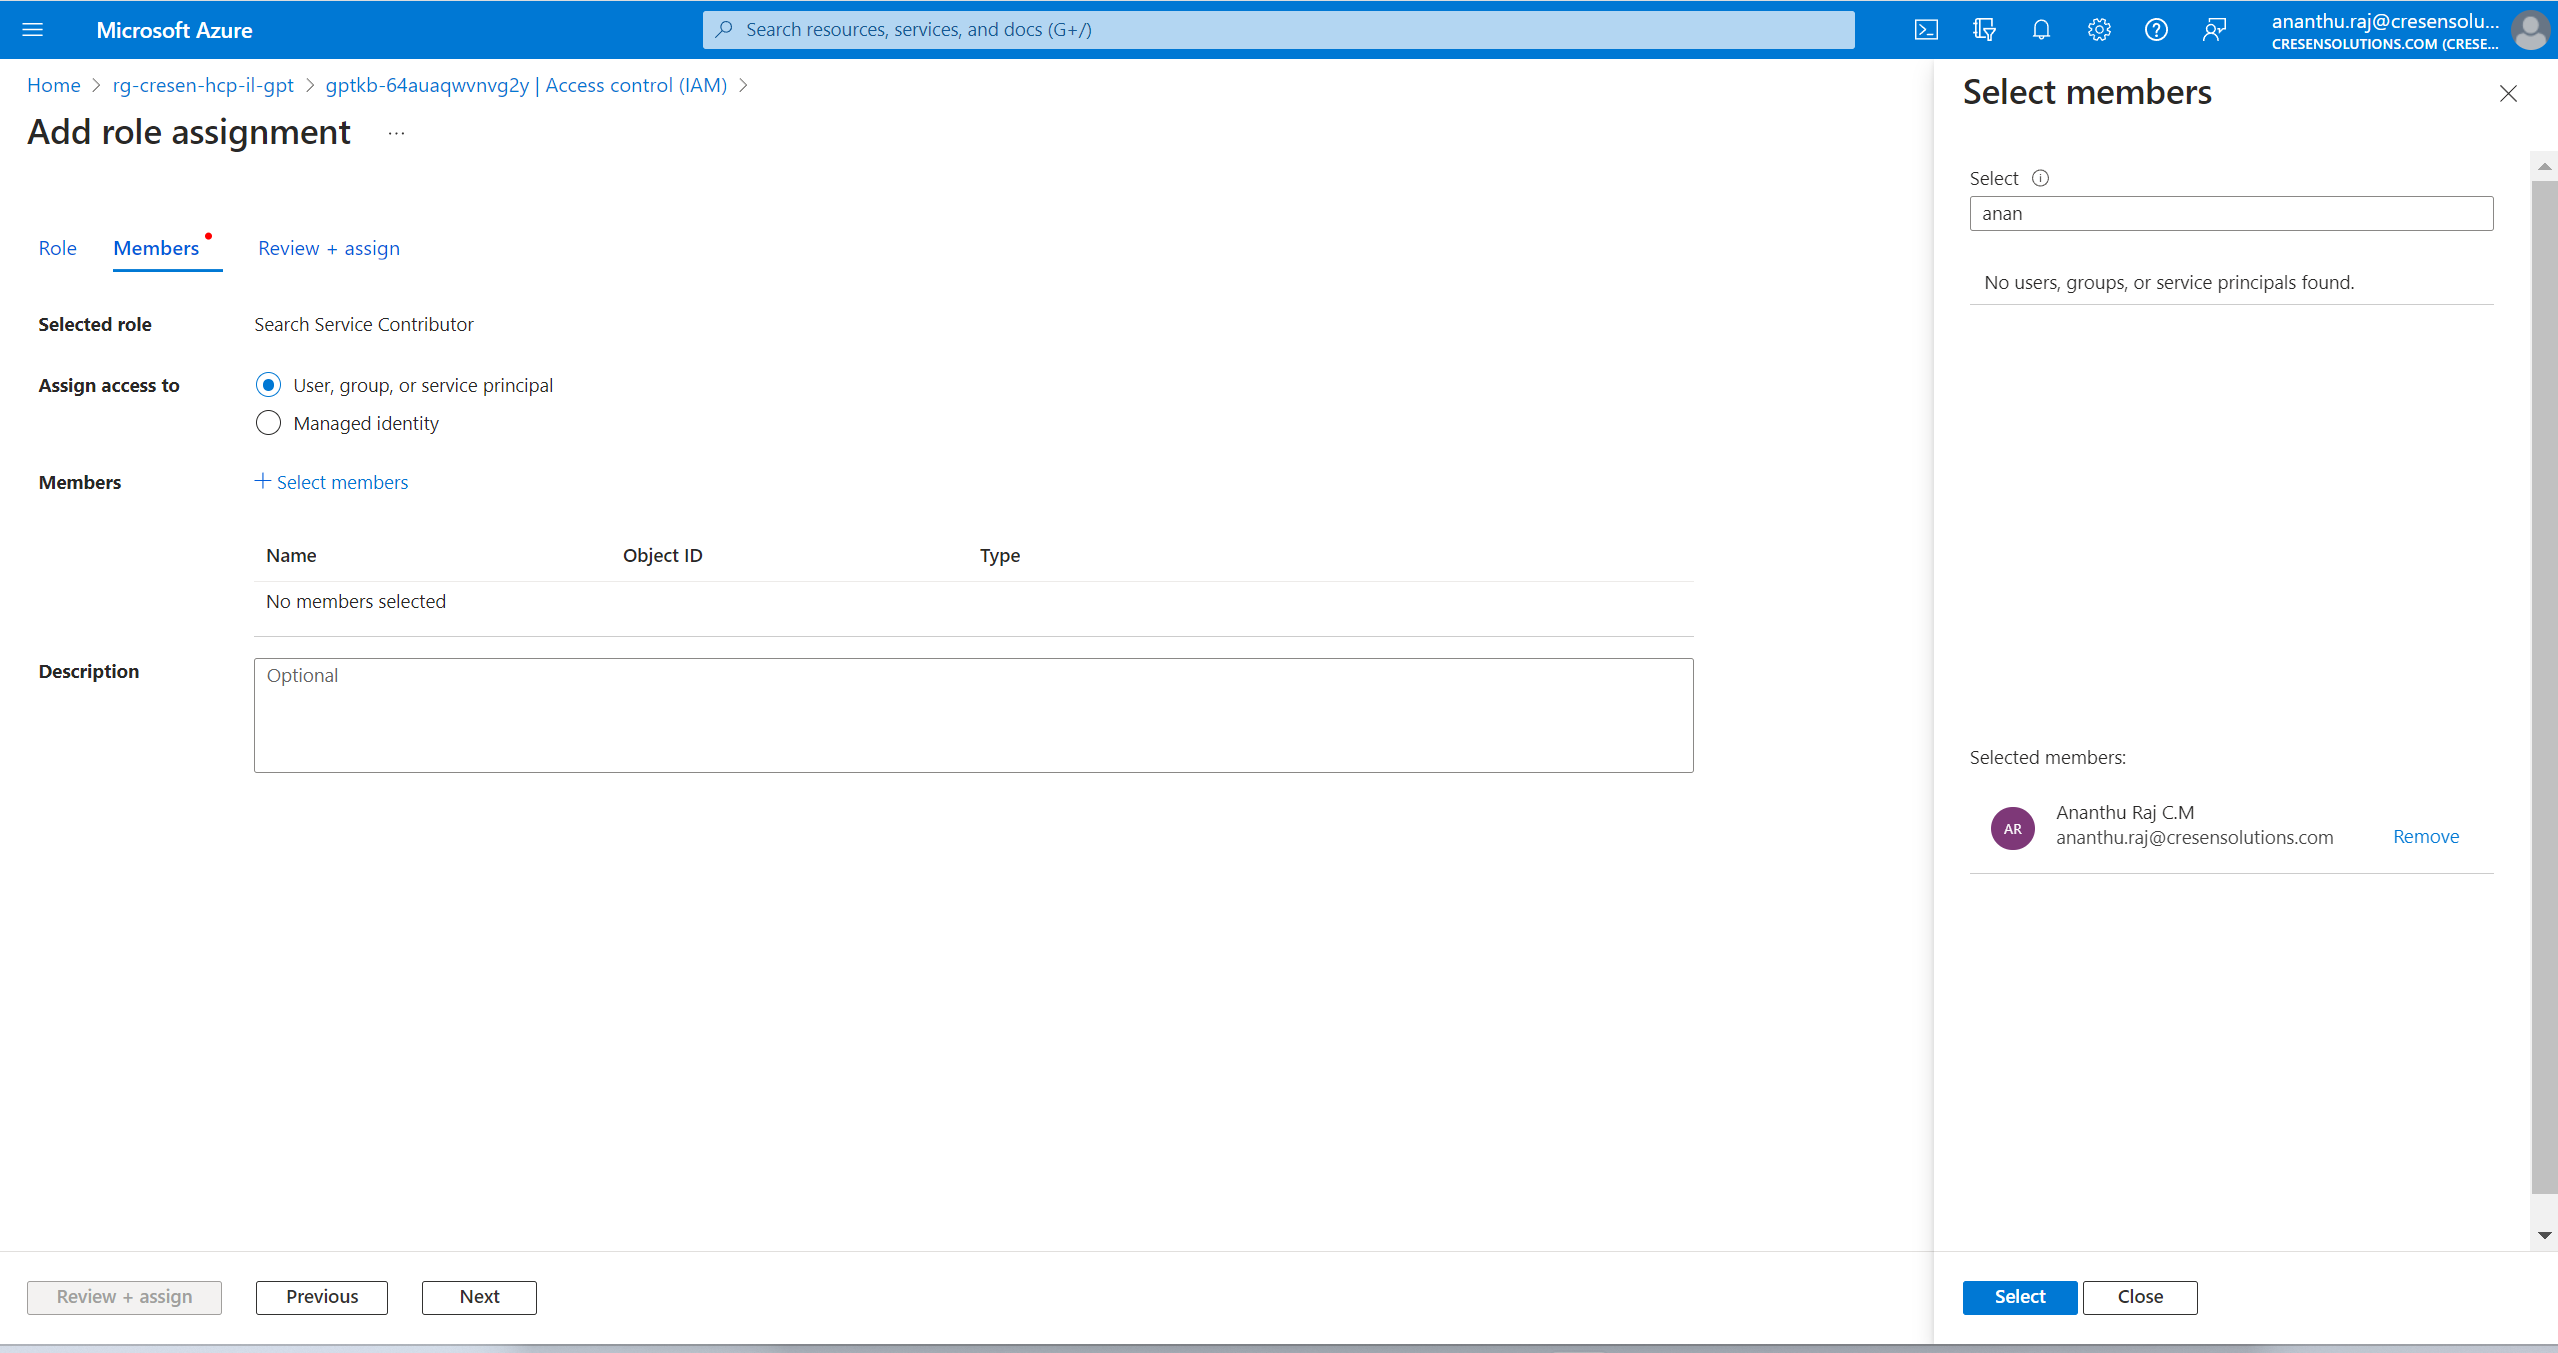 Microsoft Azure
Search resources, services, and docs (G+/)
ananthu.raj@cresensolu...
CRESENSOLUTIONS.COM (CRESE...
Home > rg-cresen-hcp-il-gpt > gptkb-64auaqwvnvg2y | Access control (IAM) >
Add role assignment ...
Role Members Review + assign
Selected role Search Service Contributor
Assign access to User, group, or service principal
Managed identity
Members + Select members
Name Object ID Type
No members selected
Description Optional
Review + assign Previous Next
Select members
Select
anan
No users, groups, or service principals found.
Selected members:
AR
Ananthu Raj C.M
ananthu.raj@cresensolutions.com
Remove
Select Close